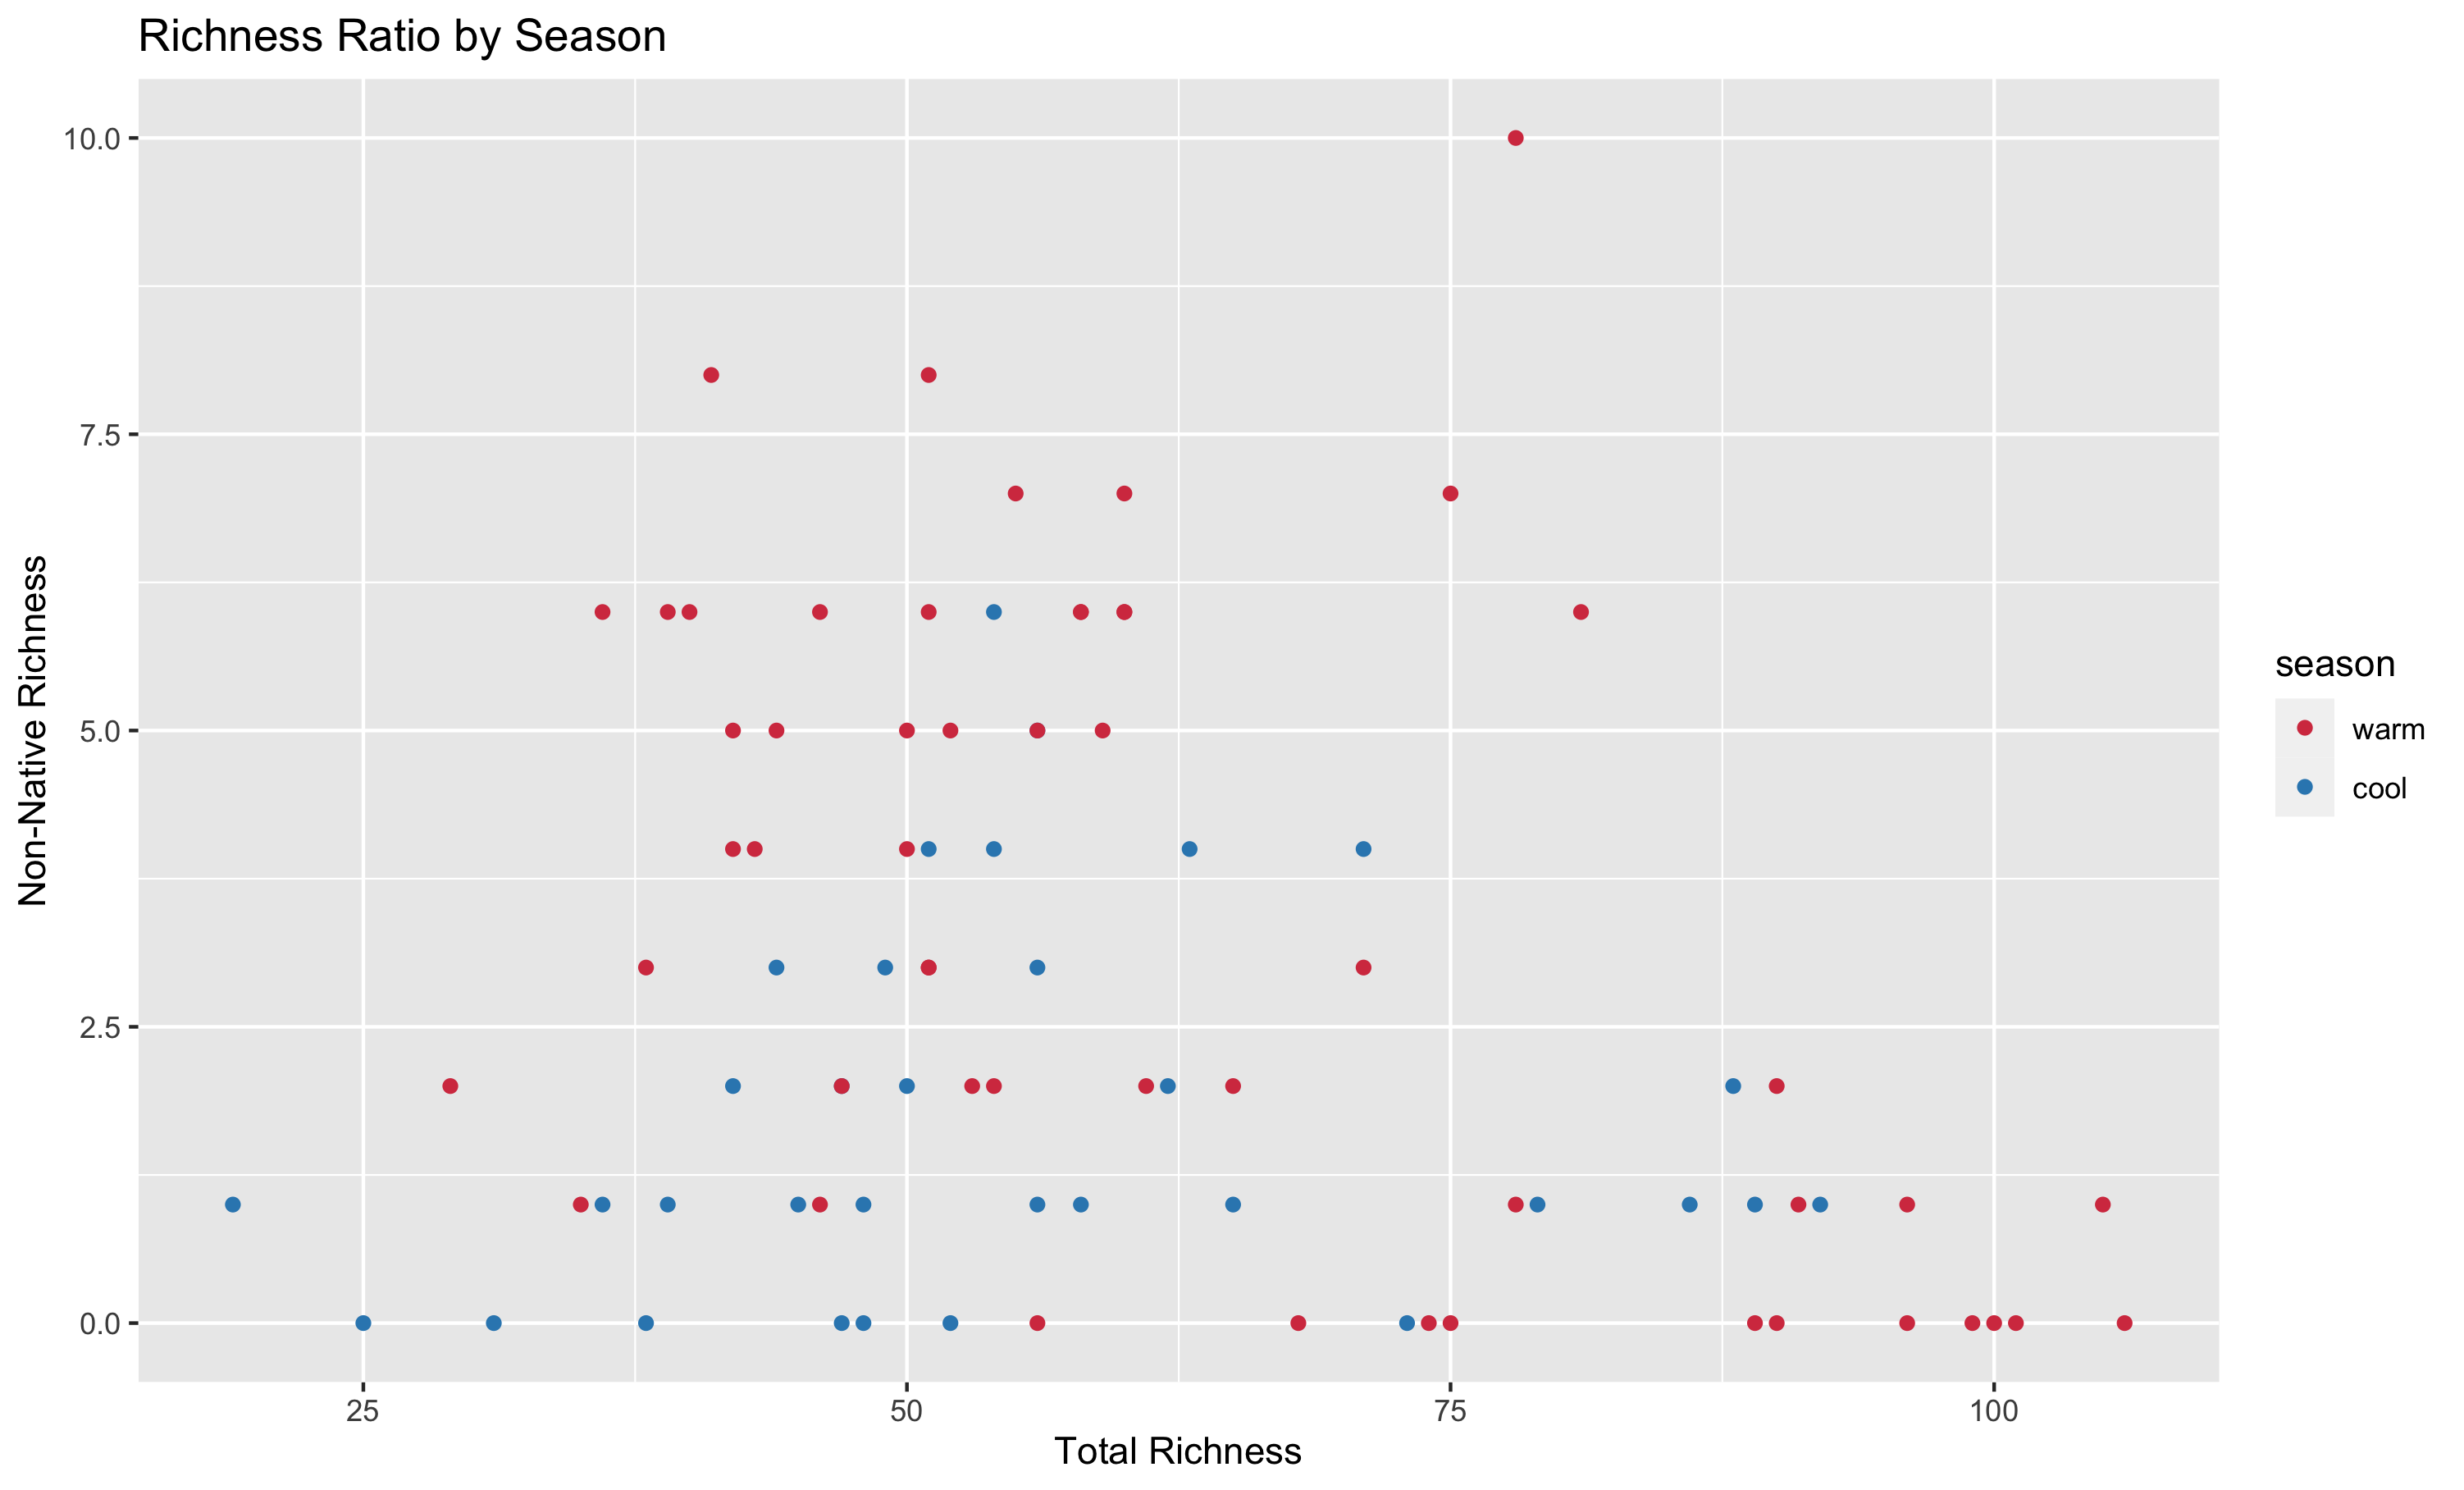 Richness Ratio by Season
10.0
7.5
5.0
2.5
0.0
Non-Native Richness
25 50 75 100
Total Richness
season
warm
cool